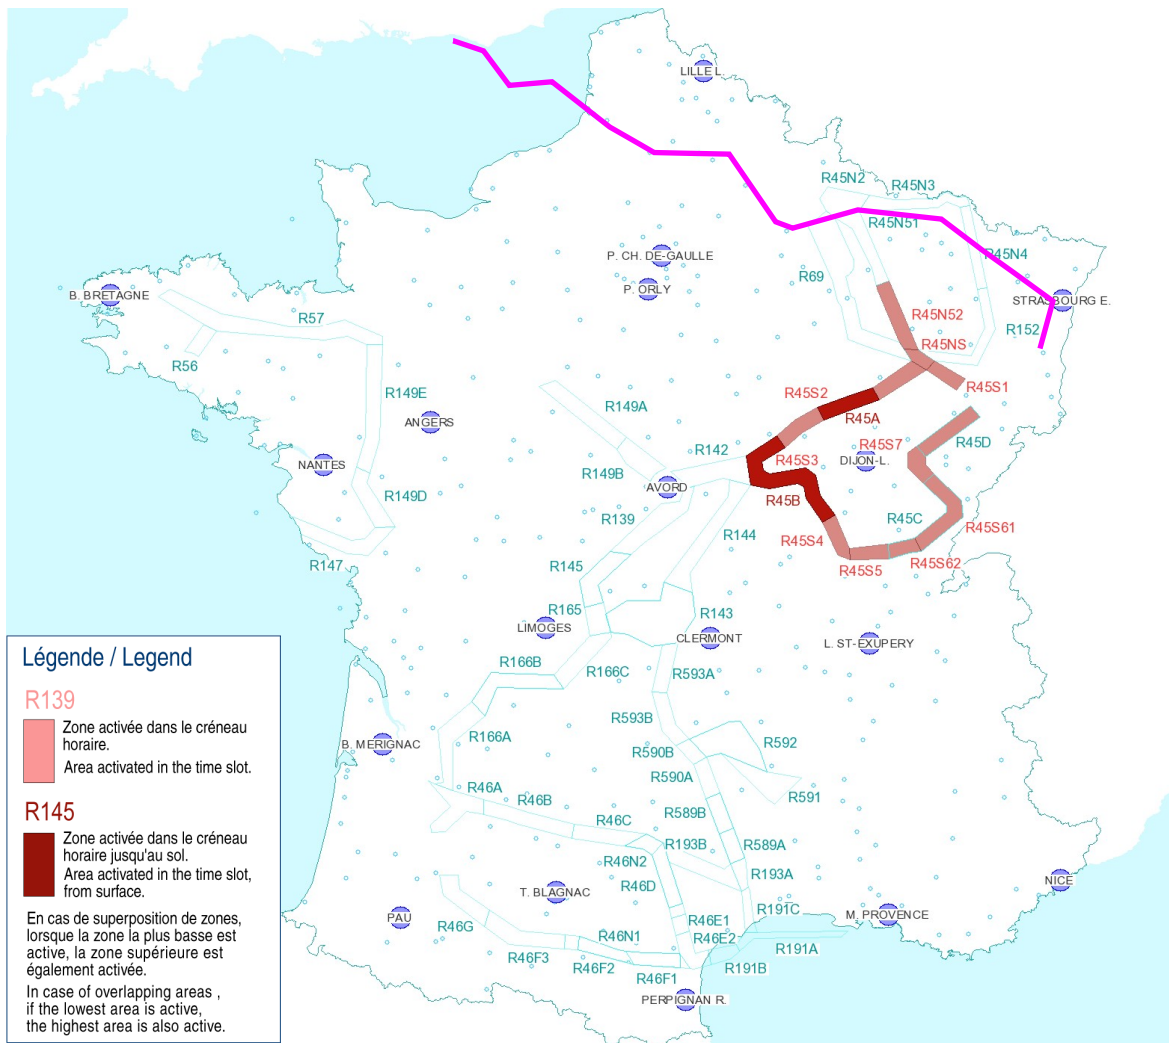 LILLE L.
R45N2
R45N3
R45N51
R45N4
P. CH. DE-GAULLE
R69
P. ORLY
B. BRETAGNE
STRASBOURG E.
R57
R45N52
R152
R45NS
R56
R45S1
R149E
R45S2
R149A
R45A
ANGERS
R45S7
R45D
R142
R45S3
DIJON-L.
NANTES
R149B
AVORD
R149D
R45B
R139
R45C
R45S61
R144
R45S4
R147
R145
R45S5
R45S62
R165
R143
LIMOGES
CLERMONT
L. ST-EXUPERY
R166B
R166C
R593A
R593B
R166A
B. MERIGNAC
R592
R590B
R590A
R46A
R46B
R591
R589B
R46C
R193B
R589A
R46N2
R193A
R46D
T. BLAGNAC
NICE
R191C
M. PROVENCE
PAU
R46G
R46E1
R46N1
R46E2
R191A
R46F3
R46F2
R46F1
R191B
PERPIGNAN R.
Légende / Legend
R139
Zone activée dans le créneau
horaire.
Area activated in the time slot.
R145
Zone activée dans le créneau
horaire jusqu'au sol.
Area activated in the time slot,
from surface.
En cas de superposition de zones,
lorsque la zone la plus basse est
active, la zone supérieure est
également activée.
In case of overlapping areas ,
if the lowest area is active,
the highest area is also active.